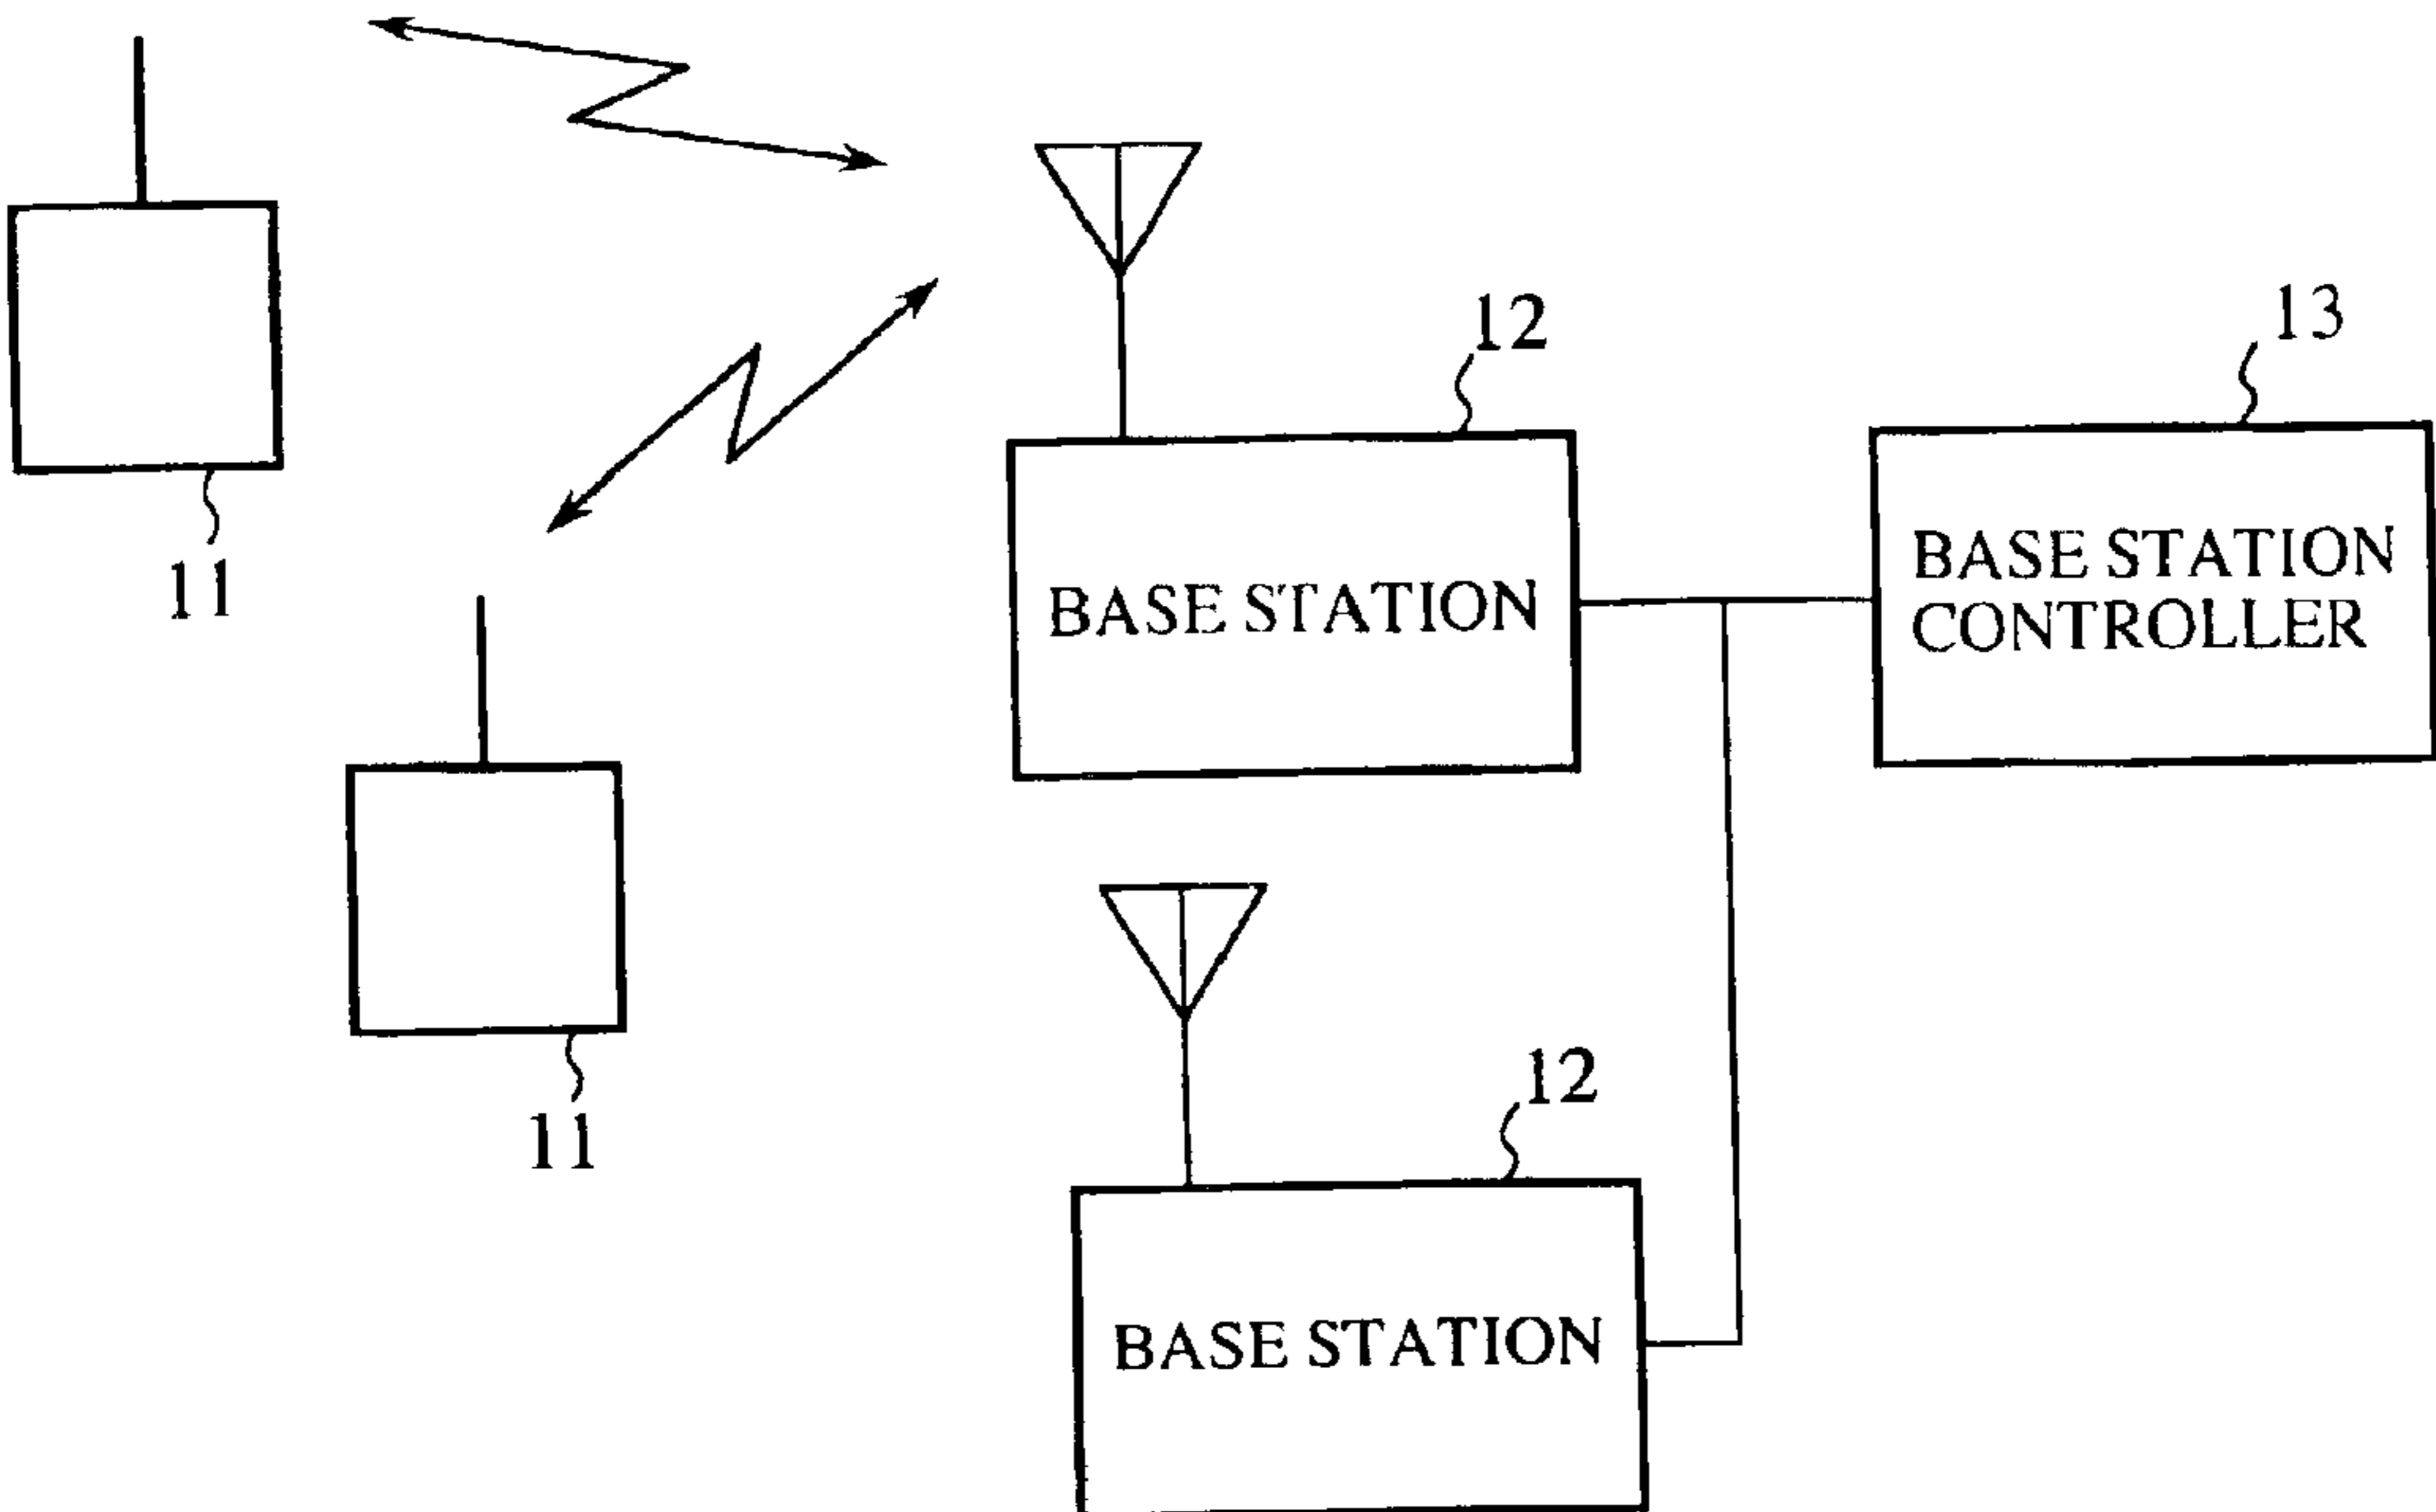 12
13
11
BASE STATION
BASE STATION
CONTROLLER
12
11
BASE STATION